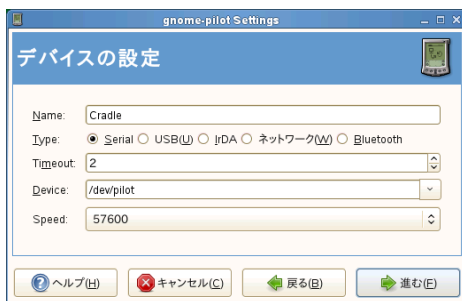 gnome-pilot Settings
デバイスの設定
Name: Cradle
Type: Serial USB(U) IrDA ネットワーク(W) Bluetooth
Timeout: 2
Device: /dev/pilot
Speed: 57600
ヘルプ(H) キャンセル(C) 戻る(B) 進む(F)